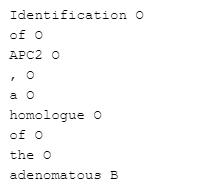 Identification O
of O
APC2 O
, O
a O
homologue O
of O
the O
adenomatous B